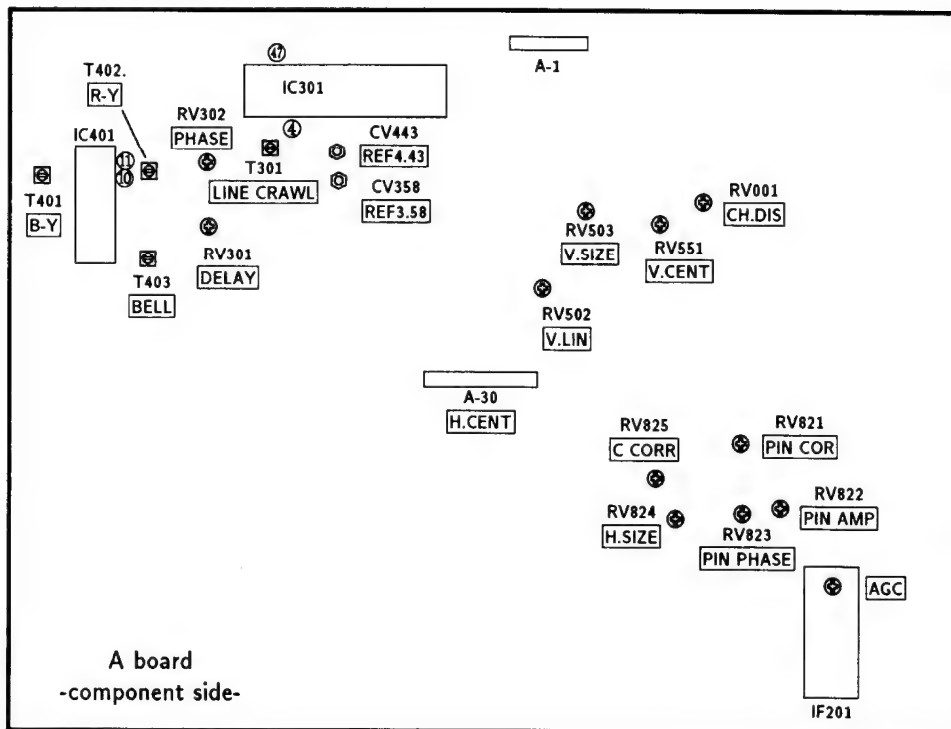 47
T402.
R-Y
IC301
A-1
RV302
PHASE
IC401
4
CV443
REF4.43
11
10
T301
LINE CRAWL
CV358
REF3.58
T401
B-Y
RV001
CH.DIS
RV503
V.SIZE
RV551
V.CENT
RV301
DELAY
T403
BELL
RV502
V.LIN
A-30
H.CENT
RV825
C CORR
RV821
PIN COR
RV822
PIN AMP
RV824
H.SIZE
RV823
PIN PHASE
AGC
A board
-component side-
IF201